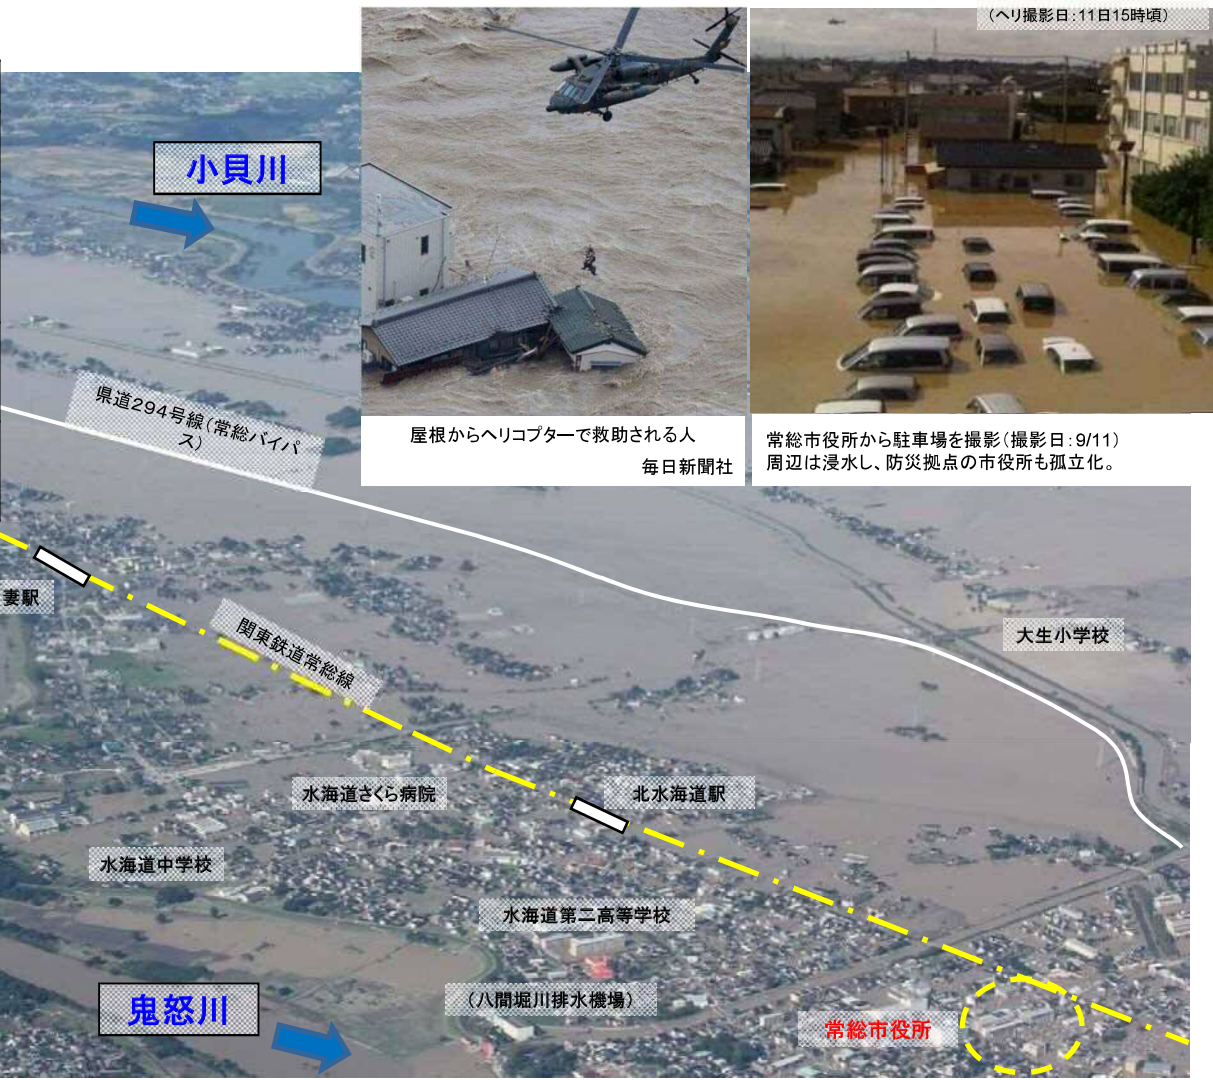 (ヘリ撮影日:11日15時頃)
小貝川
県道294号線(常総バイパ
ス)
屋根からヘリコプターで救助される人
毎日新聞社
常総市役所から駐車場を撮影(撮影日:9/11)
周辺は浸水し、防災拠点の市役所も孤立化。
妻駅
関東鉄道常総線
大生小学校
水海道さくら病院
北水海道駅
水海道中学校
水海道第二高等学校
鬼怒川
(八間堀川排水機場)
常総市役所